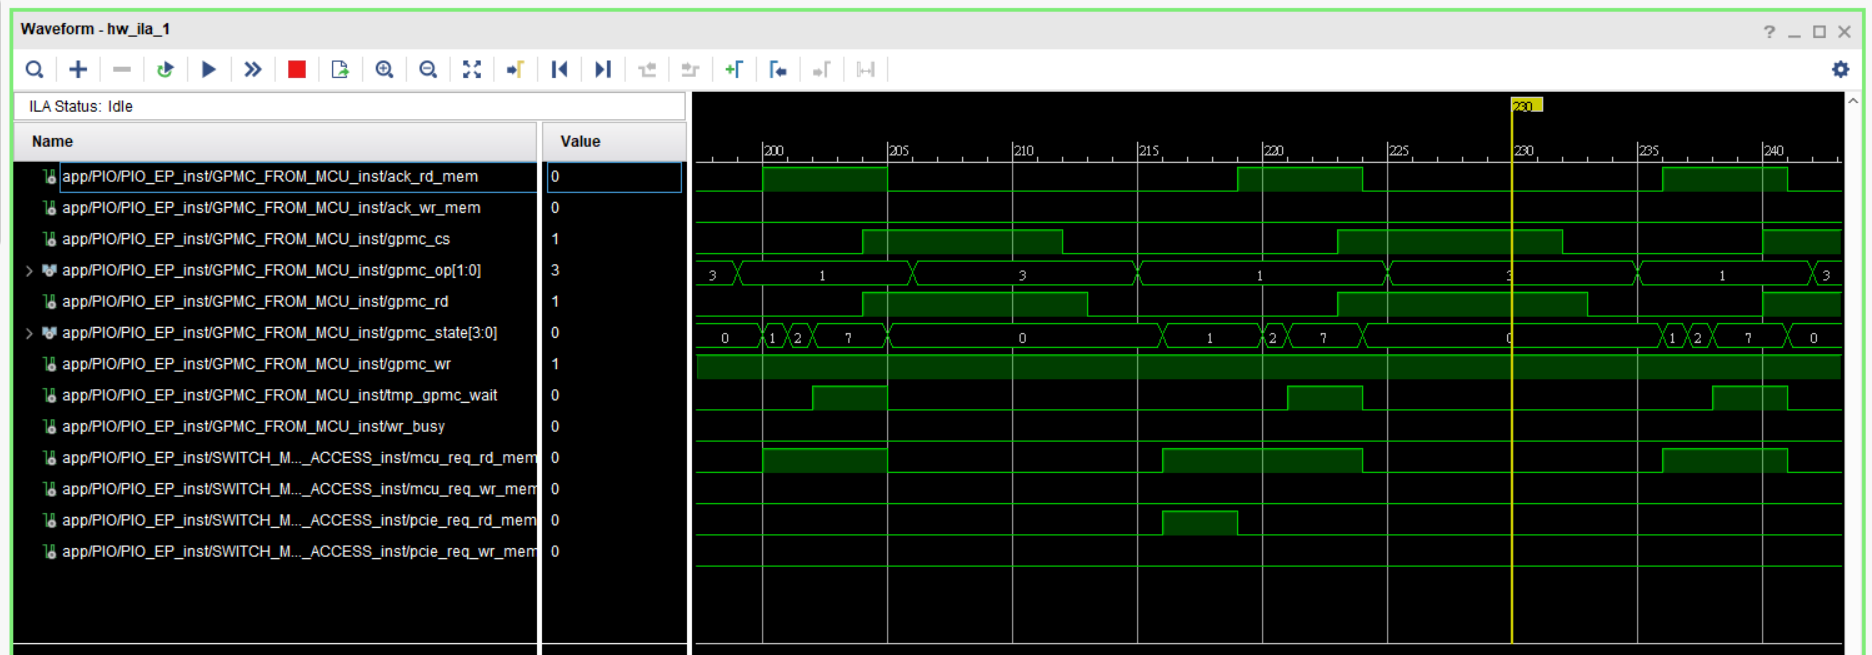 Waveform - hw_ila_1
ILA Status: Idle
Name Value
230
200 205 210 215 220 225 230 235 240
app/PIO/PIO_EP_inst/GPMC_FROM_MCU_inst/ack_rd_mem 0
app/PIO/PIO_EP_inst/GPMC_FROM_MCU_inst/ack_wr_mem 0
app/PIO/PIO_EP_inst/GPMC_FROM_MCU_inst/gpmc_cs 1
app/PIO/PIO_EP_inst/GPMC_FROM_MCU_inst/gpmc_op[1:0] 3 3 1 3 1 3 1 3
app/PIO/PIO_EP_inst/GPMC_FROM_MCU_inst/gpmc_rd 1
app/PIO/PIO_EP_inst/GPMC_FROM_MCU_inst/gpmc_state[3:0] 0 0 1 2 7 0 1 2 7 0 1 2 7 0
app/PIO/PIO_EP_inst/GPMC_FROM_MCU_inst/gpmc_wr 1
app/PIO/PIO_EP_inst/GPMC_FROM_MCU_inst/tmp_gpmc_wait 0
app/PIO/PIO_EP_inst/GPMC_FROM_MCU_inst/wr_busy 0
app/PIO/PIO_EP_inst/SWITCH_M..._ACCESS_inst/mcu_req_rd_mem 0
app/PIO/PIO_EP_inst/SWITCH_M..._ACCESS_inst/mcu_req_wr_mem 0
app/PIO/PIO_EP_inst/SWITCH_M..._ACCESS_inst/pcie_req_rd_mem 0
app/PIO/PIO_EP_inst/SWITCH_M..._ACCESS_inst/pcie_req_wr_mem 0